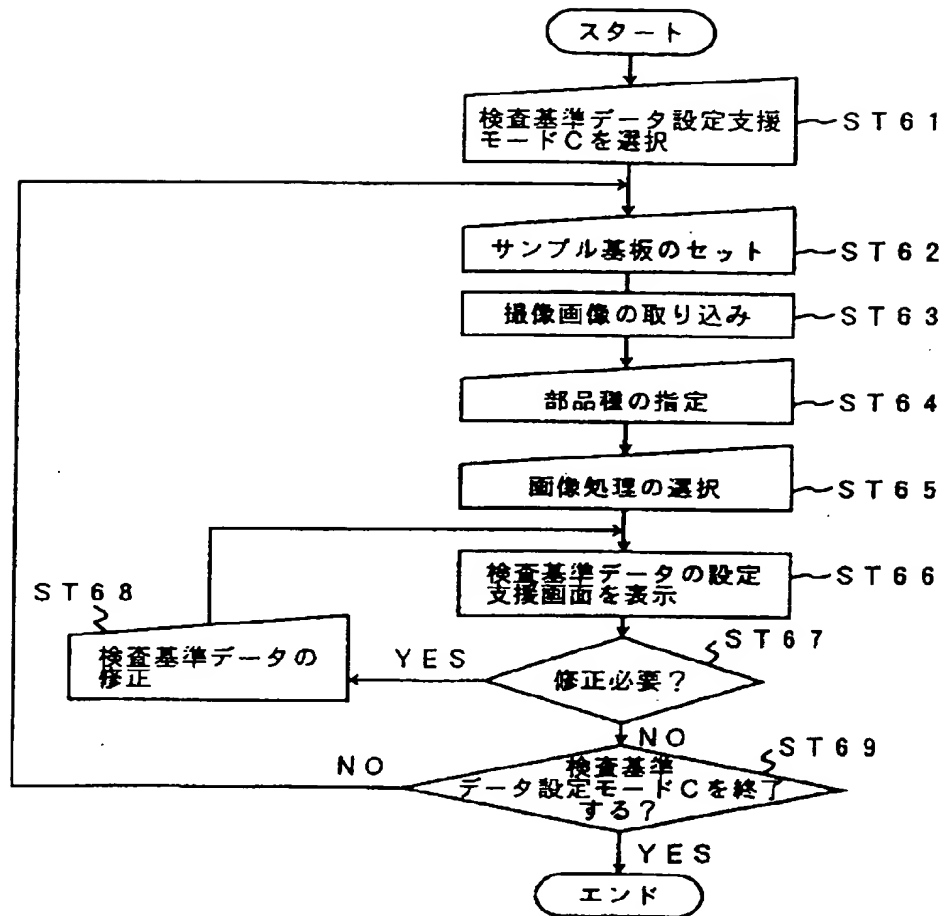 スタート
検査基準データ設定支援
モードCを選択
ST61
サンプル基板のセット
ST62
撮像画像の取り込み
ST63
部品種の指定
ST64
画像処理の選択
ST65
検査基準データの設定
支援画面を表示
ST66
ST67
修正必要?
YES
ST68
検査基準データの
修正
NO
ST69
検査基準
データ設定モードCを終了
する?
NO
YES
エンド